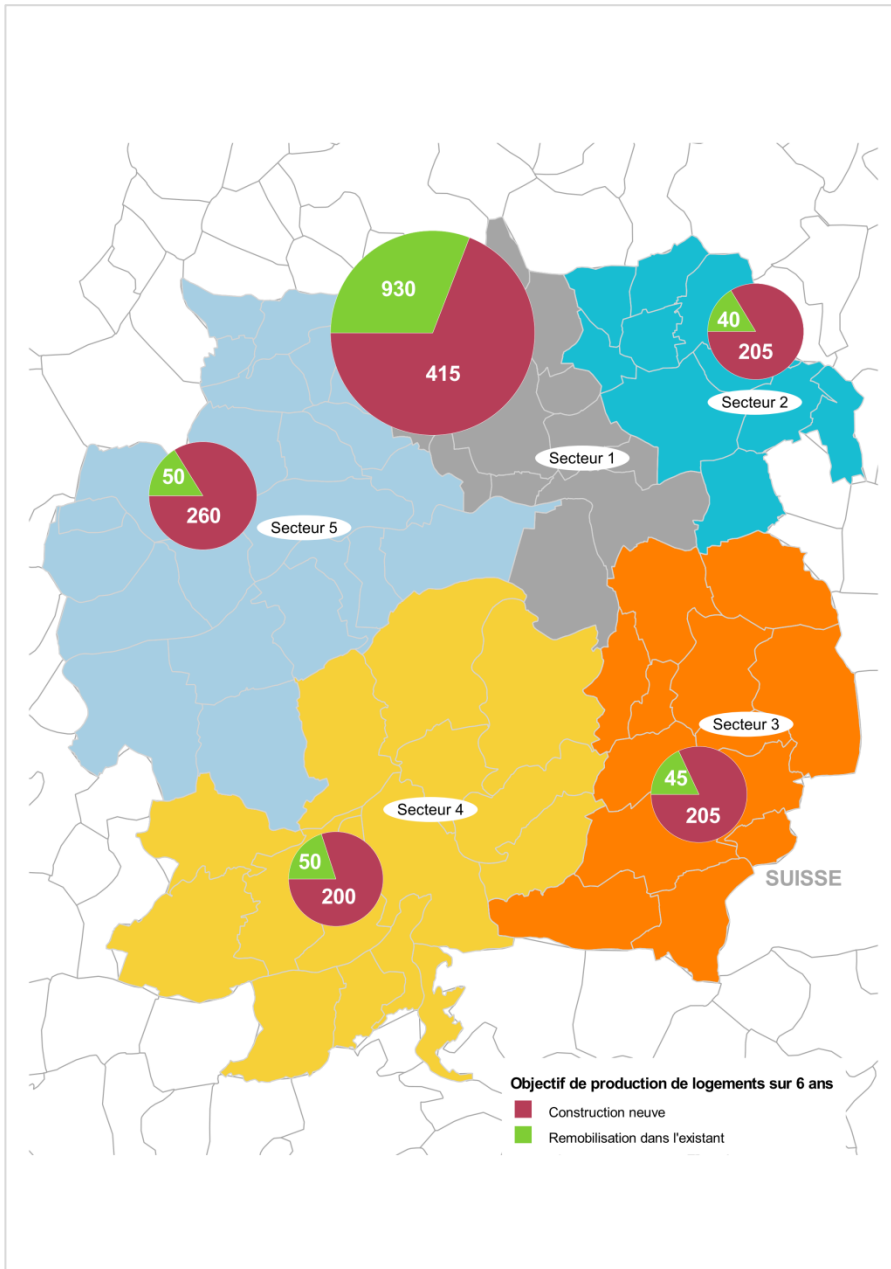 930
415
40
205
Secteur 2
Secteur 1
50
260
Secteur 5
Secteur 3
45
205
Secteur 4
50
200
SUISSE
Objectif de production de logements sur 6 ans
Construction neuve
Remobilisation dans l'existant